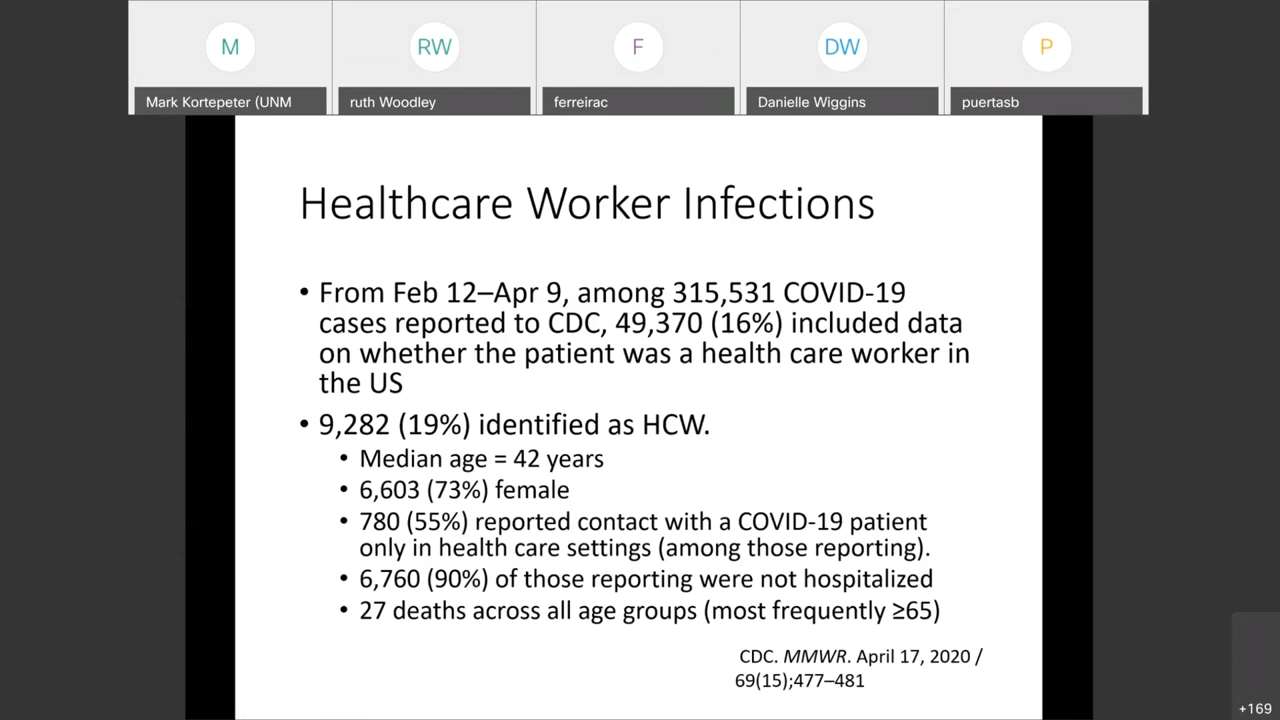 M
RW
F
DW
P
Mark Kortepeter (UNM
ruth Woodley
ferreirac
Danielle Wiggins
puertasb
Healthcare Worker Infections
• From Feb 12–Apr 9, among 315,531 COVID-19
cases reported to CDC, 49,370 (16%) included data
on whether the patient was a health care worker in
the US
• 9,282 (19%) identified as HCW.
• Median age = 42 years
• 6,603 (73%) female
• 780 (55%) reported contact with a COVID-19 patient
only in health care settings (among those reporting).
• 6,760 (90%) of those reporting were not hospitalized
• 27 deaths across all age groups (most frequently ≥65)
CDC. MMWR. April 17, 2020 /
69(15);477–481
+169